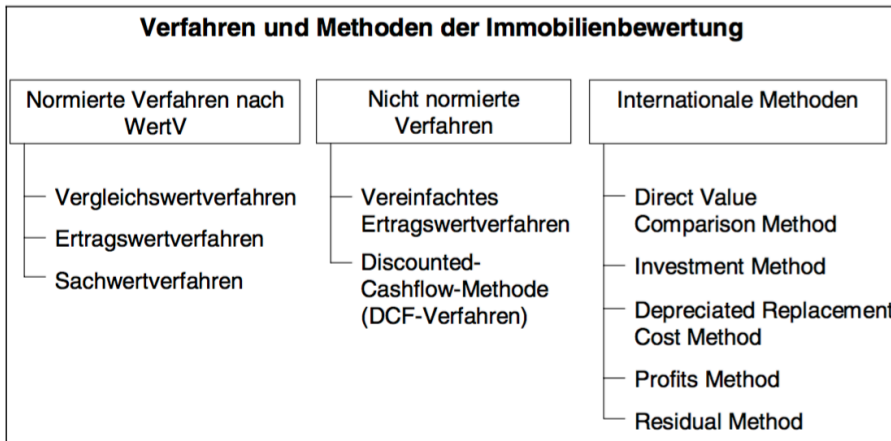 Verfahren und Methoden der Immobilienbewertung
Normierte Verfahren nach
WertV
Vergleichswertverfahren
Ertragswertverfahren
Sachwertverfahren
Nicht normierte
Verfahren
Vereinfachtes
Ertragswertverfahren
Discounted-
Cashflow-Methode
(DCF-Verfahren)
Internationale Methoden
Direct Value
Comparison Method
Investment Method
Depreciated Replacement
Cost Method
Profits Method
Residual Method